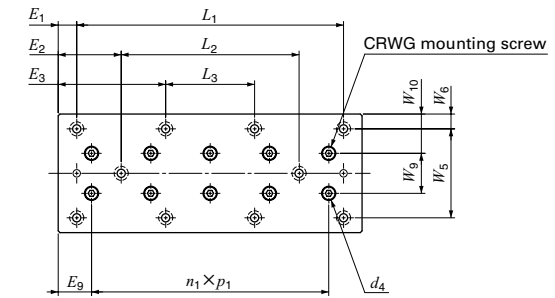 E₁
L₁
E₂
L₂
CRWG mounting screw
E₃
L₃
W₁₀
W₆
W₉
W₅
E₉
n₁×p₁
d₄